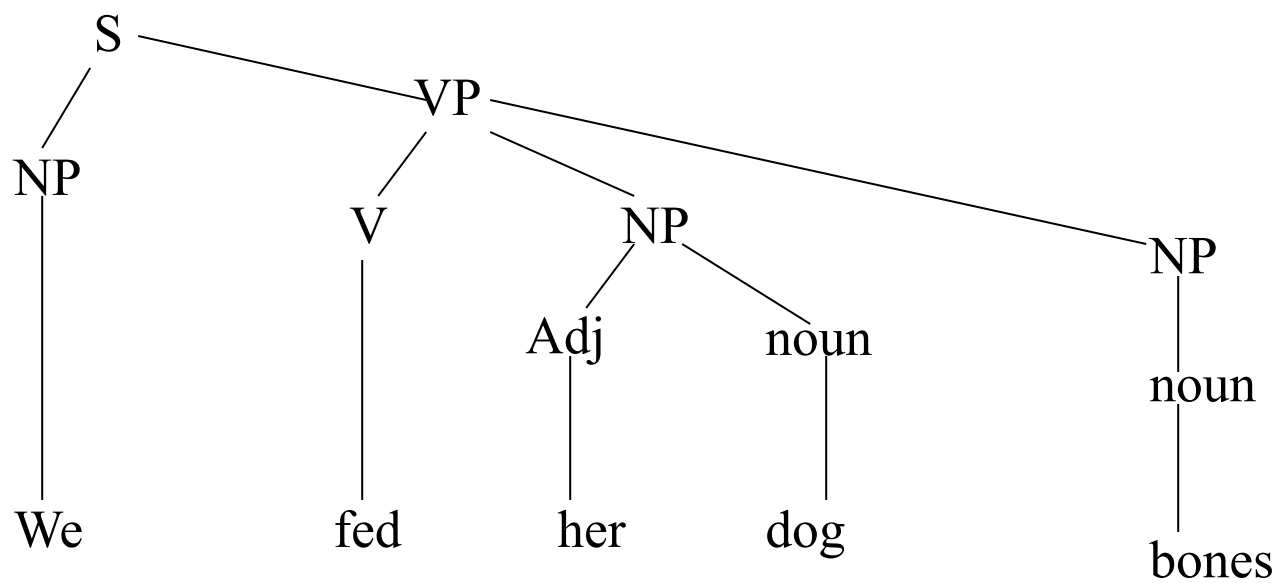 S
VP
NP
V NP
NP
Adj noun
noun
We fed her dog
bones